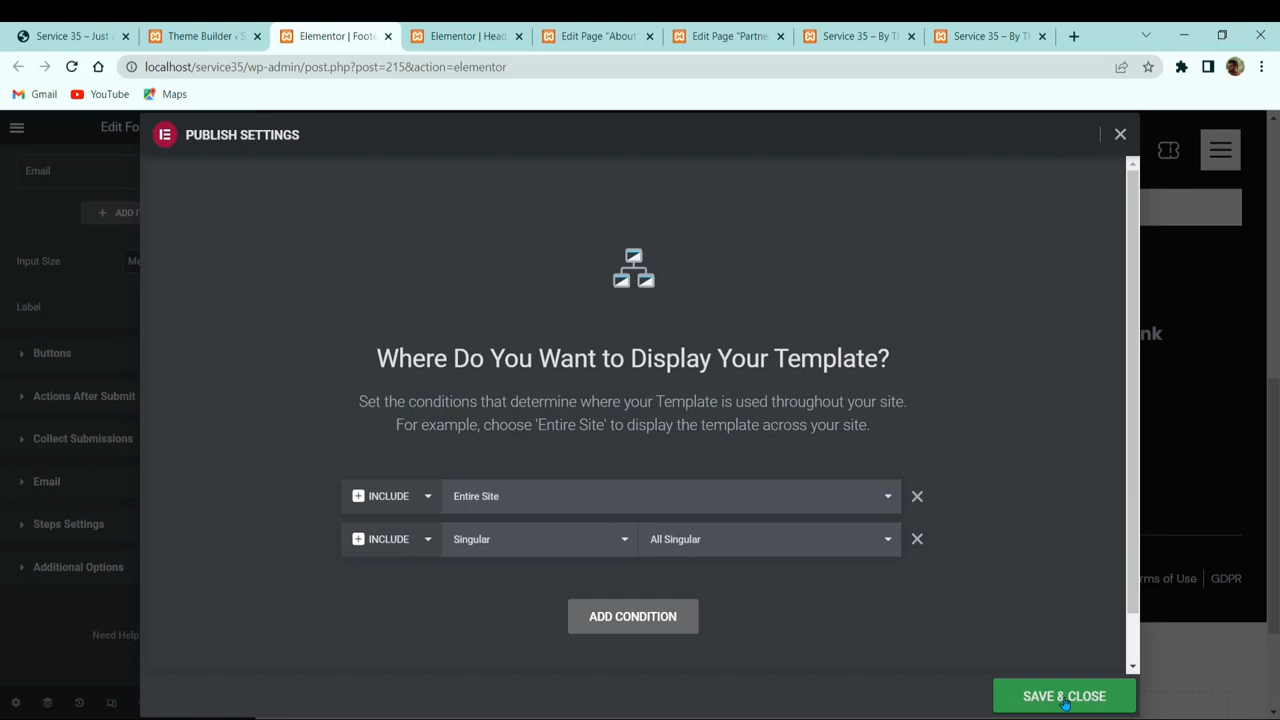 Service 35 – Just a
Theme Builder ‹ S
Elementor | Foote
Elementor | Head
Edit Page "About"
Edit Page "Partne
Service 35 – By Th
Service 35 – By Th
localhost/service35/wp-admin/post.php?post=215&action=elementor
Gmail
YouTube
Maps
Edit Fo
PUBLISH SETTINGS
Email
ADD IT
Input Size
Me
Label
Buttons
Actions After Submit
Collect Submissions
Email
Steps Settings
Additional Options
Need Help
Where Do You Want to Display Your Template?
Set the conditions that determine where your Template is used throughout your site.
For example, choose 'Entire Site' to display the template across your site.
INCLUDE Entire Site
INCLUDE Singular All Singular
ADD CONDITION
SAVE & CLOSE
nk
rms of Use GDPR